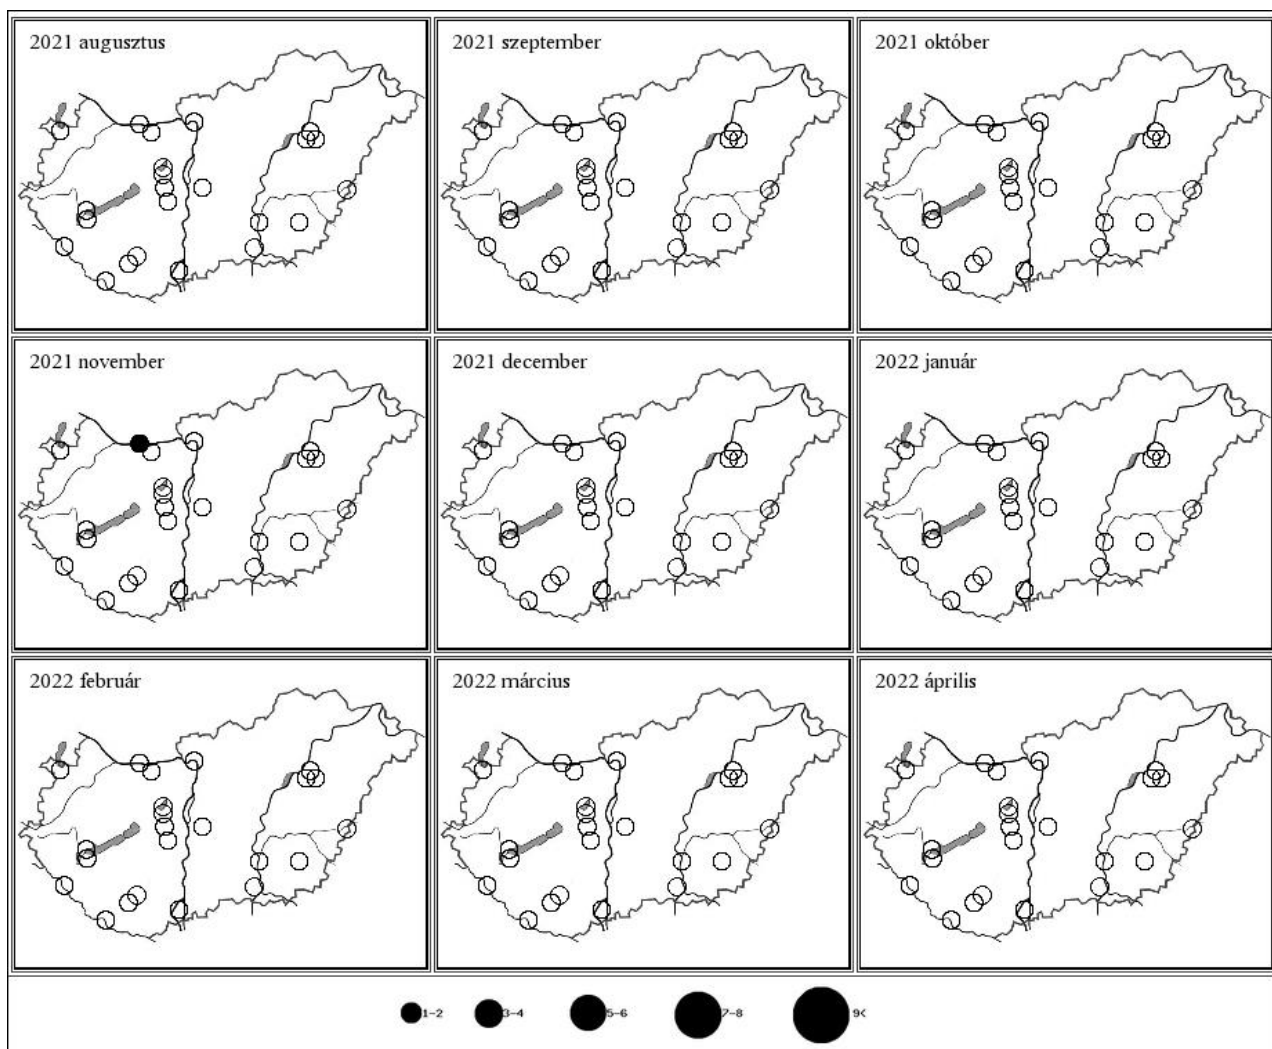 2021 augusztus
2021 szeptember
2021 október
2021 november
2021 december
2022 január
2022 február
2022 március
2022 április
1-2 3-4 5-6 7-8 9<